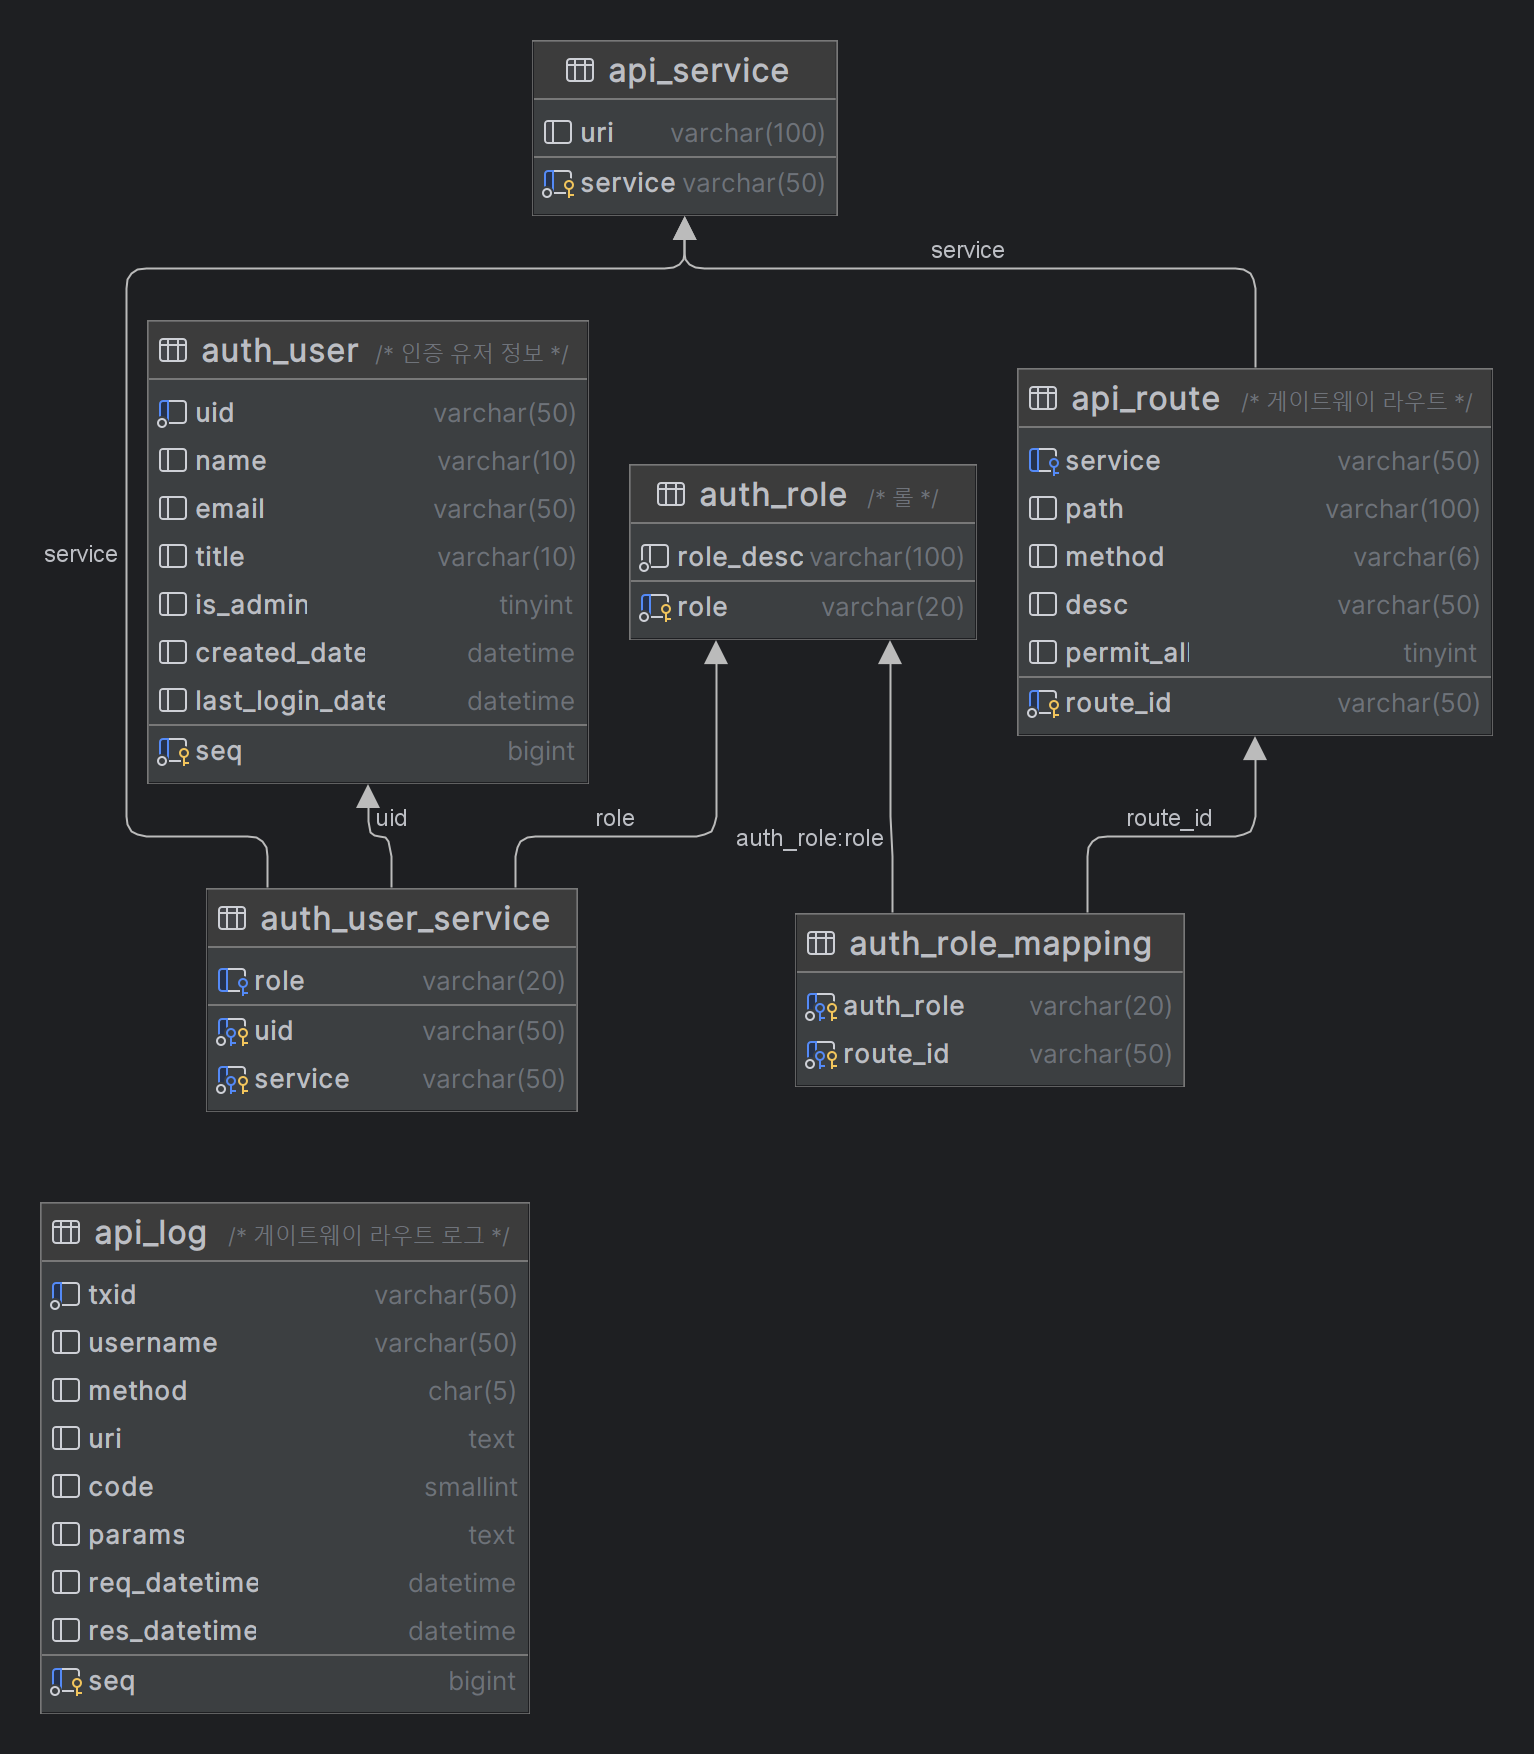 api_service
uri varchar(100)
service varchar(50)
service
auth_user /* 인증 유저 정보 */
uid varchar(50)
name varchar(10)
email varchar(50)
title varchar(10)
is_admin tinyint
created_date datetime
last_login_date datetime
seq bigint
service
auth_role /* 롤 */
role_desc varchar(100)
role varchar(20)
api_route /* 게이트웨이 라우트 */
service varchar(50)
path varchar(100)
method varchar(6)
desc varchar(50)
permit_all tinyint
route_id varchar(50)
uid
role
auth_role:role
route_id
auth_user_service
role varchar(20)
uid varchar(50)
service varchar(50)
auth_role_mapping
auth_role varchar(20)
route_id varchar(50)
api_log /* 게이트웨이 라우트 로그 */
txid varchar(50)
username varchar(50)
method char(5)
uri text
code smallint
params text
req_datetime datetime
res_datetime datetime
seq bigint